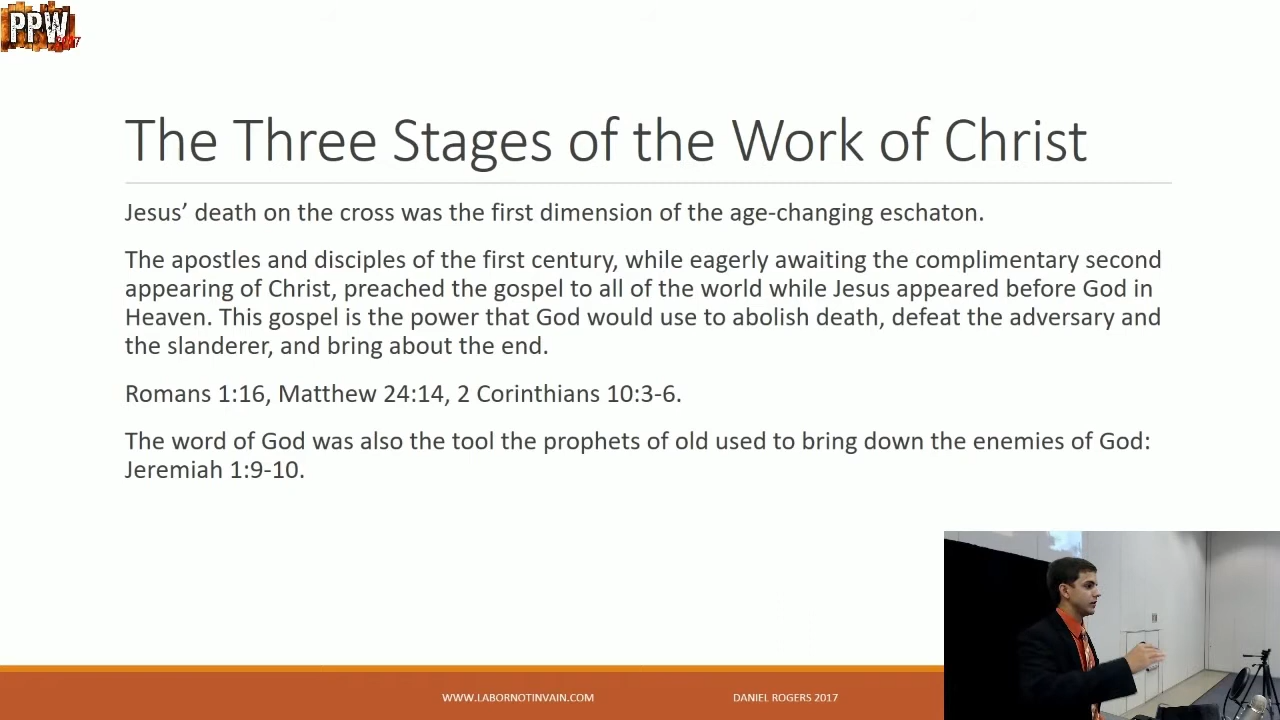 PPW
2017
The Three Stages of the Work of Christ
Jesus’ death on the cross was the first dimension of the age-changing eschaton.
The apostles and disciples of the first century, while eagerly awaiting the complimentary second
appearing of Christ, preached the gospel to all of the world while Jesus appeared before God in
Heaven. This gospel is the power that God would use to abolish death, defeat the adversary and
the slanderer, and bring about the end.
Romans 1:16, Matthew 24:14, 2 Corinthians 10:3-6.
The word of God was also the tool the prophets of old used to bring down the enemies of God:
Jeremiah 1:9-10.
WWW.LABORNOTINVAIN.COM DANIEL ROGERS 2017